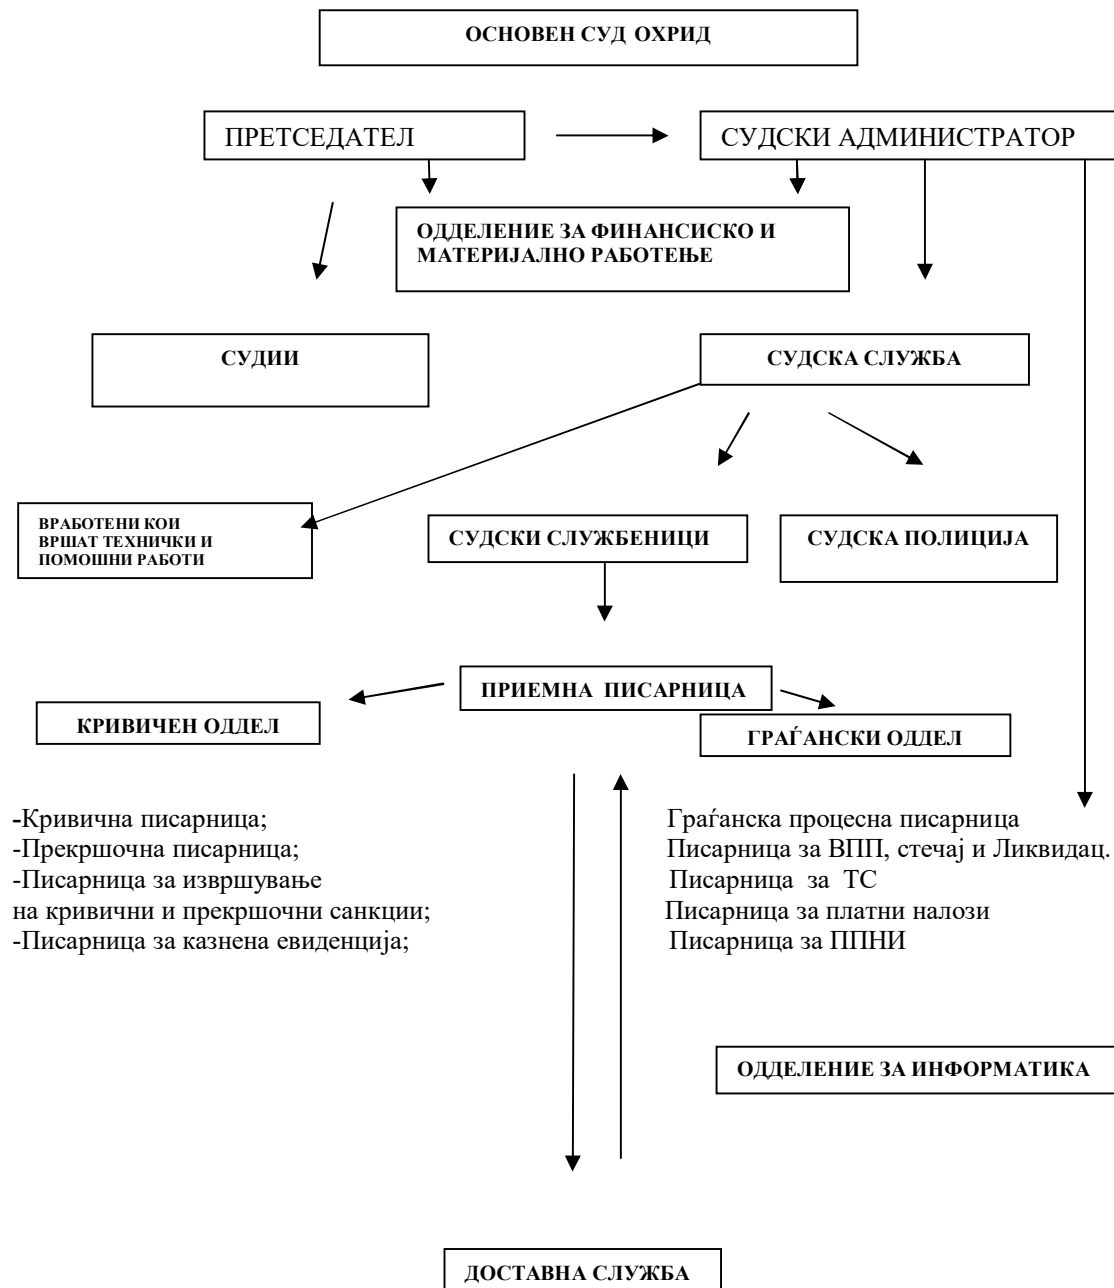 ОСНОВЕН СУД ОХРИД
ПРЕТСЕДАТЕЛ
СУДСКИ АДМИНИСТРАТОР
ОДДЕЛЕНИЕ ЗА ФИНАНСИСКО И
МАТЕРИЈАЛНО РАБОТЕЊЕ
СУДИИ
СУДСКА СЛУЖБА
ВРАБОТЕНИ КОИ
ВРШАТ ТЕХНИЧКИ И
ПОМОШНИ РАБОТИ
СУДСКИ СЛУЖБЕНИЦИ
СУДСКА ПОЛИЦИЈА
ПРИЕМНА ПИСАРНИЦА
КРИВИЧЕН ОДДЕЛ
ГРАЃАНСКИ ОДДЕЛ
-Кривична писарница;
-Прекршочна писарница;
-Писарница за извршување
на кривични и прекршочни санкции;
-Писарница за казнена евиденција;
Граѓанска процесна писарница
Писарница за ВПП, стечај и Ликвидац.
Писарница за ТС
Писарница за платни налози
Писарница за ППНИ
ОДДЕЛЕНИЕ ЗА ИНФОРМАТИКА
ДОСТАВНА СЛУЖБА